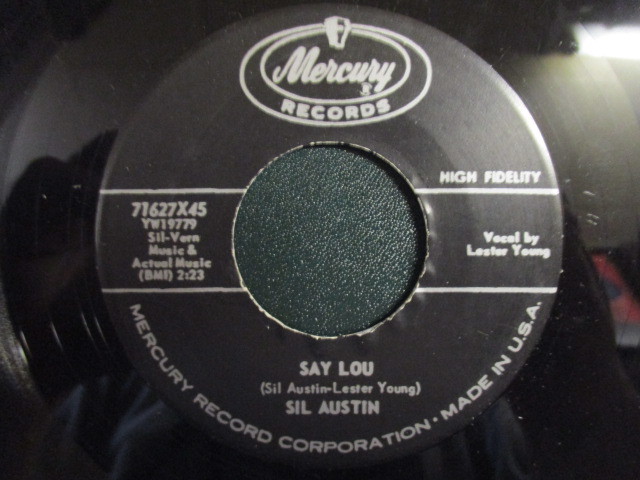 Mercury
R
RECORDS
HIGH FIDELITY
71627X45
YW19779
Sil-Vern
Music &
Actual Music
(BMI) 2:23
Vocal by
Lester Young
SAY LOU
(Sil Austin-Lester Young)
SIL AUSTIN
MERCURY RECORD CORPORATION • MADE IN U.S.A.